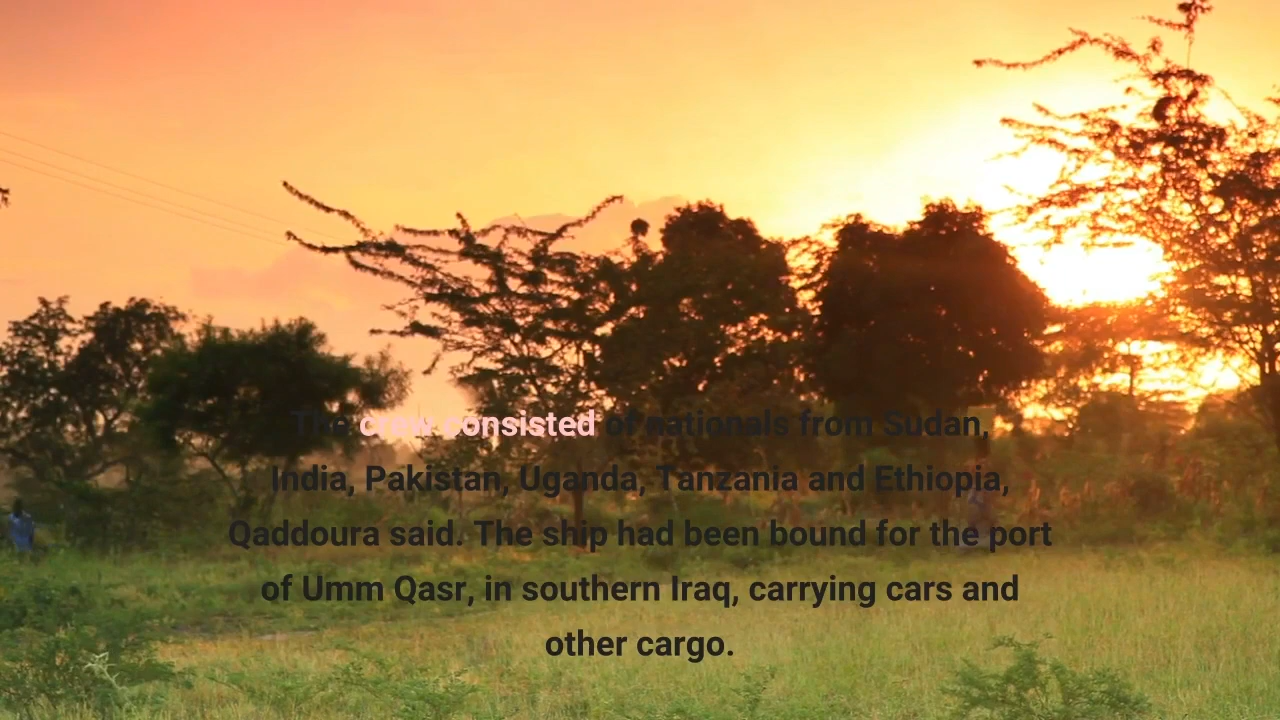 The crew consisted of nationals from Sudan,
India, Pakistan, Uganda, Tanzania and Ethiopia,
Qaddoura said. The ship had been bound for the port
of Umm Qasr, in southern Iraq, carrying cars and
other cargo.